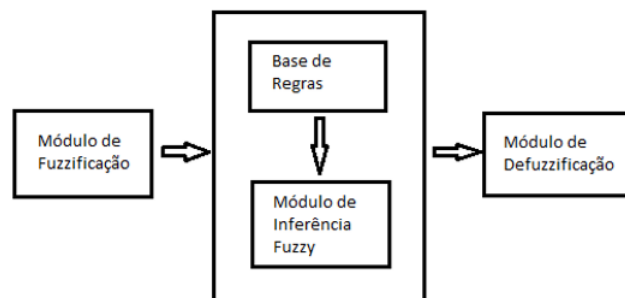 Módulo de
Fuzzificação
Base de
Regras
Módulo de
Inferência
Fuzzy
Módulo de
Defuzzificação